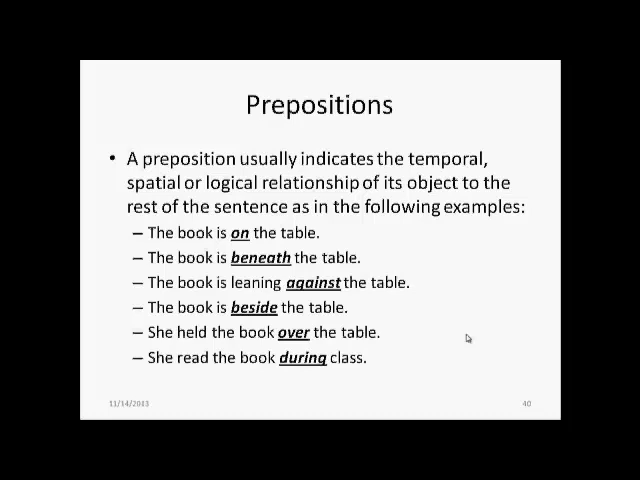 Prepositions
• A preposition usually indicates the temporal,
spatial or logical relationship of its object to the
rest of the sentence as in the following examples:
– The book is on the table.
– The book is beneath the table.
– The book is leaning against the table.
– The book is beside the table.
– She held the book over the table.
– She read the book during class.
11/14/2013
40